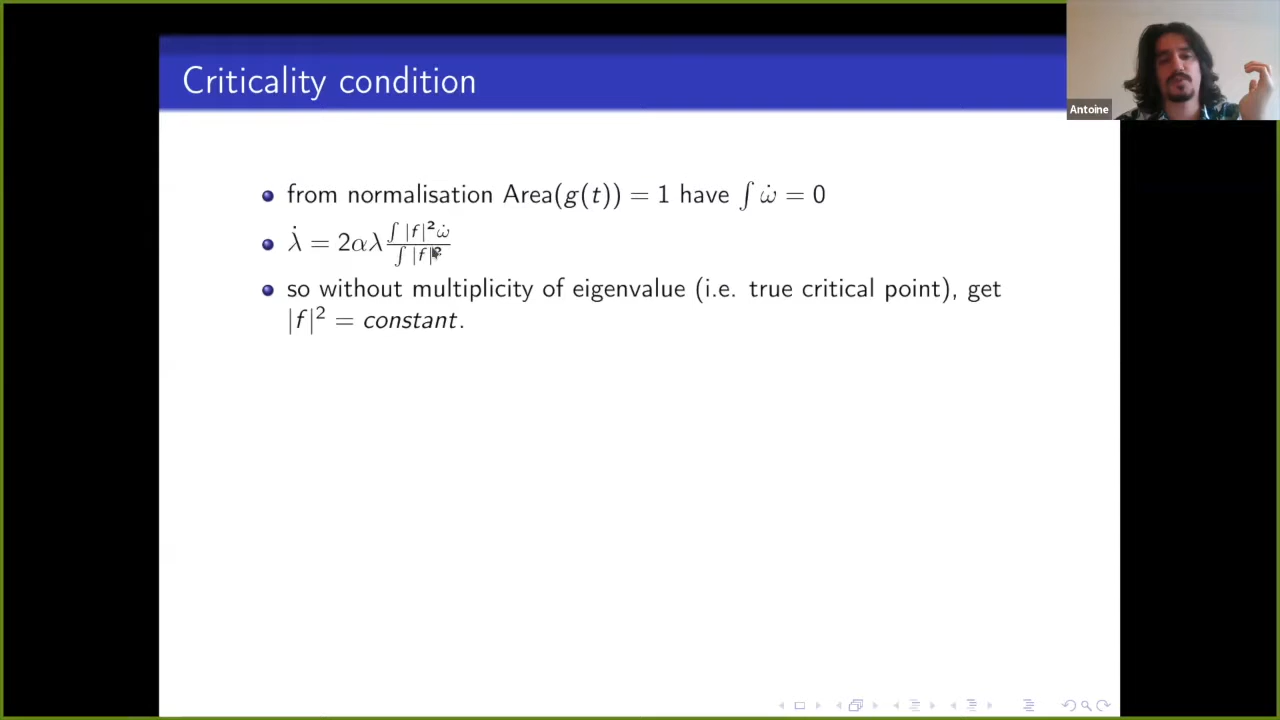 Criticality condition
Antoine
from normalisation Area(g(t)) = 1 have ∫ ω̇ = 0
λ̇ = 2αλ ∫ |f|² ω̇ / ∫ |f|²
so without multiplicity of eigenvalue (i.e. true critical point), get
|f|² = constant.